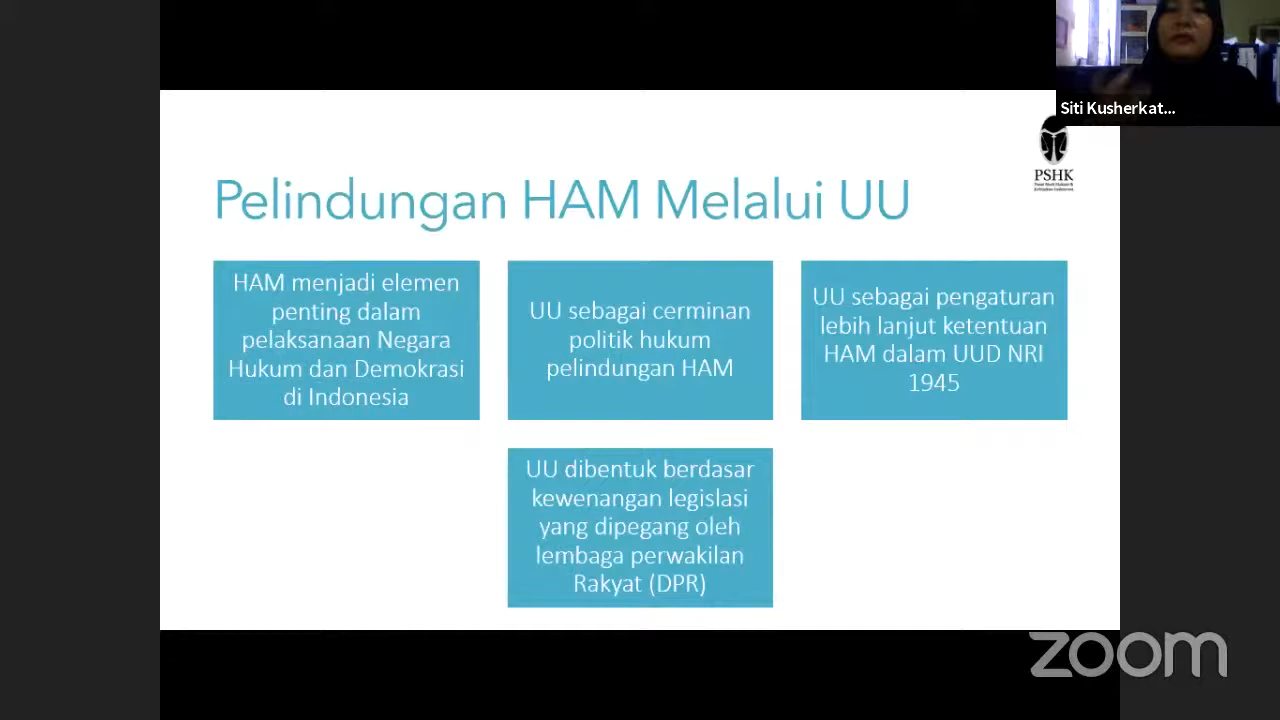 Siti Kusherkat...
PSHK
Pelindungan HAM Melalui UU
HAM menjadi elemen
penting dalam
pelaksanaan Negara
Hukum dan Demokrasi
di Indonesia
UU sebagai cerminan
politik hukum
pelindungan HAM
UU sebagai pengaturan
lebih lanjut ketentuan
HAM dalam UUD NRI
1945
UU dibentuk berdasar
kewenangan legislasi
yang dipegang oleh
lembaga perwakilan
Rakyat (DPR)
zoom